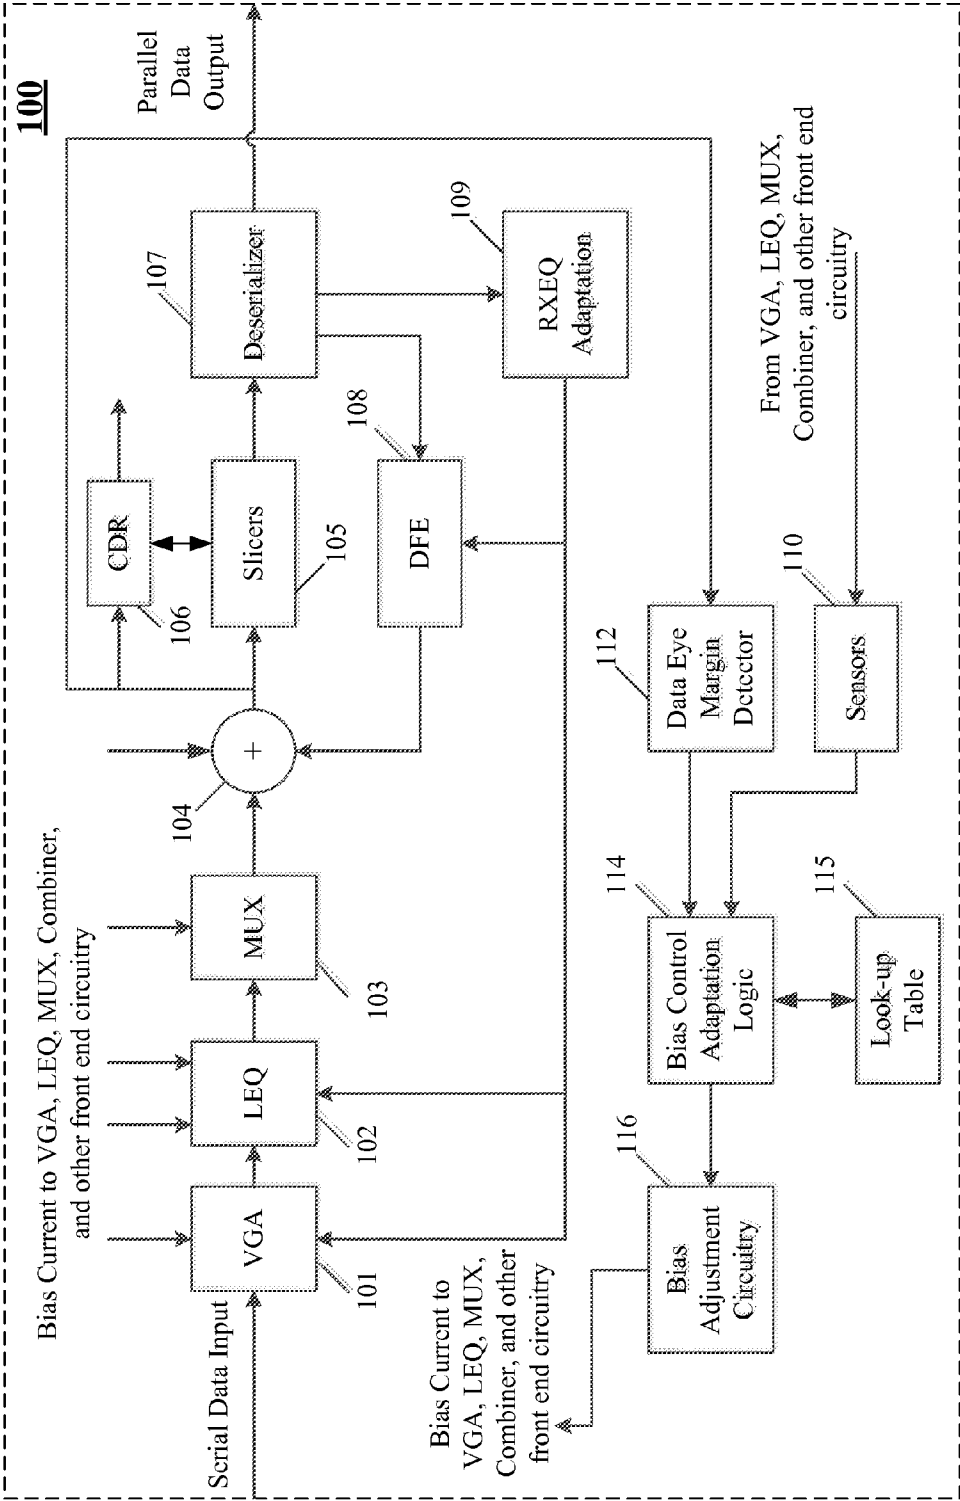 100
Bias Current to VGA, LEQ, MUX, Combiner,
and other front end circuitry
Serial Data Input
VGA
101
LEQ
102
MUX
103
104
+
CDR
106
Slicers
105
Deserializer
107
Parallel
Data
Output
DFE
108
RXEQ
Adaptation
109
Bias Current to
VGA, LEQ, MUX,
Combiner, and other
front end circuitry
Bias
Adjustment
Circuitry
116
Bias Control
Adaptation
Logic
114
Look-up
Table
115
Data Eye
Margin
Detector
112
Sensors
110
From VGA, LEQ, MUX,
Combiner, and other front end
circuitry